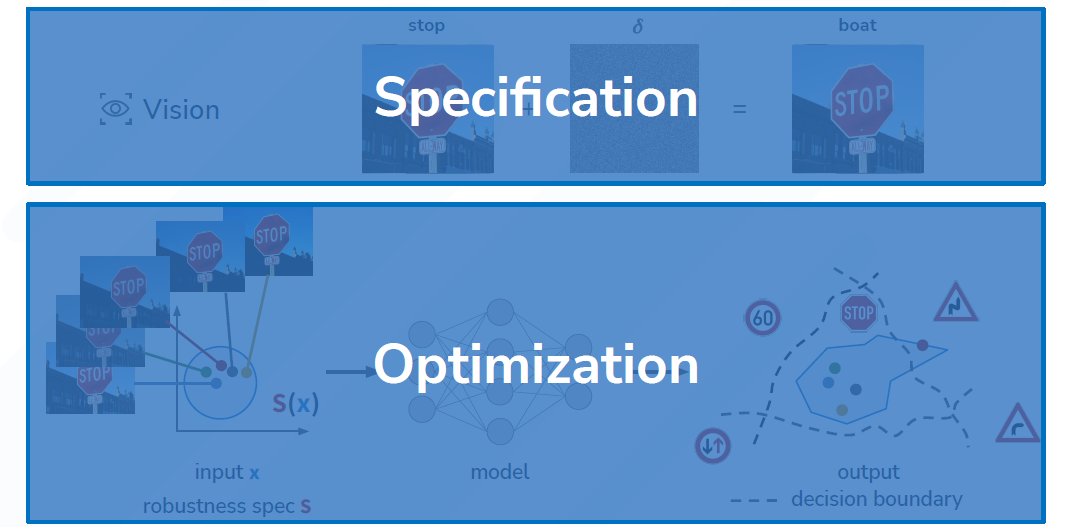 stop δ boat
Specification
Vision
STOP + = STOP
STOP
STOP
STOP
STOP
STOP
60
STOP
Optimization
S(x)
input x model output
robustness spec S decision boundary